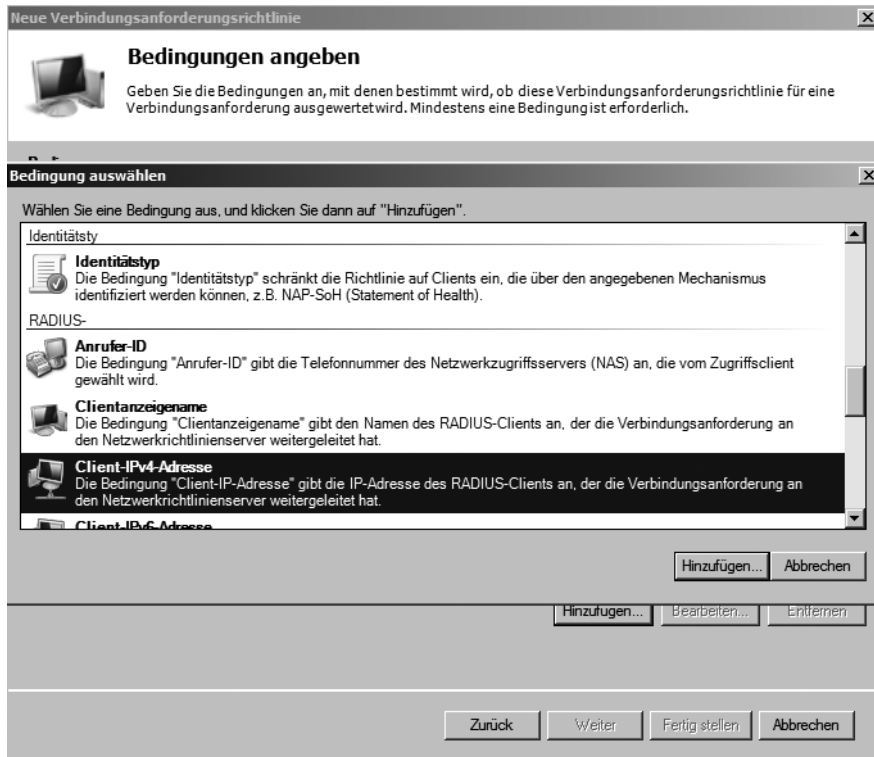 Neue Verbindungsanforderungsrichtlinie
Bedingungen angeben
Geben Sie die Bedingungen an, mit denen bestimmt wird, ob diese Verbindungsanforderungsrichtlinie für eine
Verbindungsanforderung ausgewertet wird. Mindestens eine Bedingung ist erforderlich.
Bedingung auswählen
Wählen Sie eine Bedingung aus, und klicken Sie dann auf "Hinzufügen".
Identitätsty
Identitätstyp
Die Bedingung "Identitätstyp" schränkt die Richtlinie auf Clients ein, die über den angegebenen Mechanismus
identifiziert werden können, z.B. NAP-SoH (Statement of Health).
RADIUS-
Anrufer-ID
Die Bedingung "Anrufer-ID" gibt die Telefonnummer des Netzwerkzugriffsservers (NAS) an, die vom Zugriffsclient
gewählt wird.
Clientanzeigename
Die Bedingung "Clientanzeigename" gibt den Namen des RADIUS-Clients an, der die Verbindungsanforderung an
den Netzwerkrichtlinienserver weitergeleitet hat.
Client-IPv4-Adresse
Die Bedingung "Client-IP-Adresse" gibt die IP-Adresse des RADIUS-Clients an, der die Verbindungsanforderung an
den Netzwerkrichtlinienserver weitergeleitet hat.
Client-IPv6-Adresse
Hinzufügen... Abbrechen
Hinzufügen... Bearbeiten... Entfernen
Zurück Weiter Fertig stellen Abbrechen